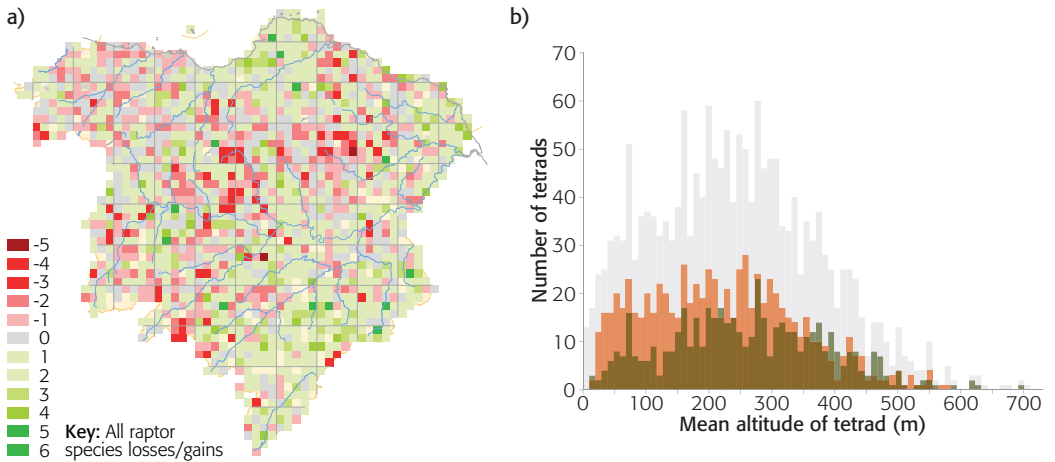 a)
-5
-4
-3
-2
-1
0
1
2
3
4
5
6
Key: All raptor
species losses/gains
b)
70
60
50
40
30
20
10
0
Number of tetrads
0 100 200 300 400 500 600 700
Mean altitude of tetrad (m)